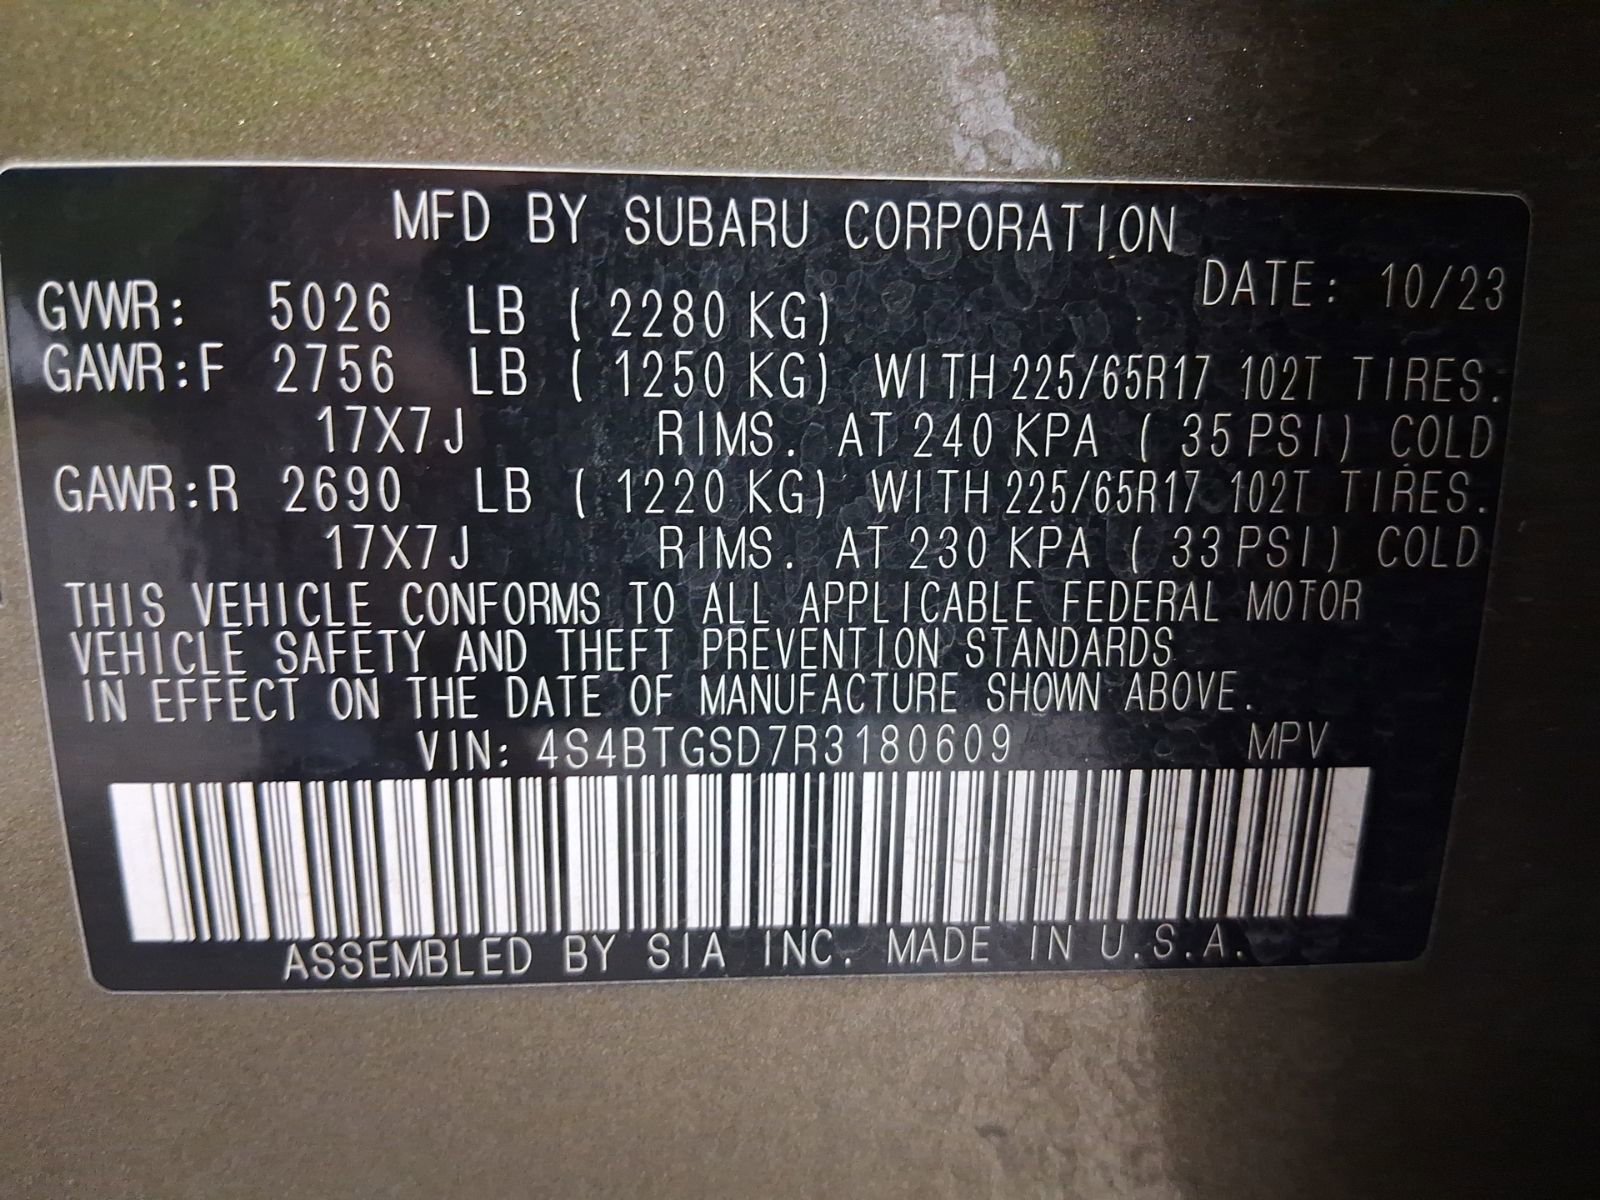 MFD BY SUBARU CORPORATION
DATE: 10/23
GVWR: 5026 LB ( 2280 KG)
GAWR:F 2756 LB ( 1250 KG) WITH 225/65R17 102T TIRES.
17X7J RIMS. AT 240 KPA ( 35 PSI) COLD
GAWR:R 2690 LB ( 1220 KG) WITH 225/65R17 102T TIRES.
17X7J RIMS. AT 230 KPA ( 33 PSI) COLD
THIS VEHICLE CONFORMS TO ALL APPLICABLE FEDERAL MOTOR
VEHICLE SAFETY AND THEFT PREVENTION STANDARDS
IN EFFECT ON THE DATE OF MANUFACTURE SHOWN ABOVE.
VIN: 4S4BTGSD7R3180609 MPV
ASSEMBLED BY SIA INC. MADE IN U.S.A.